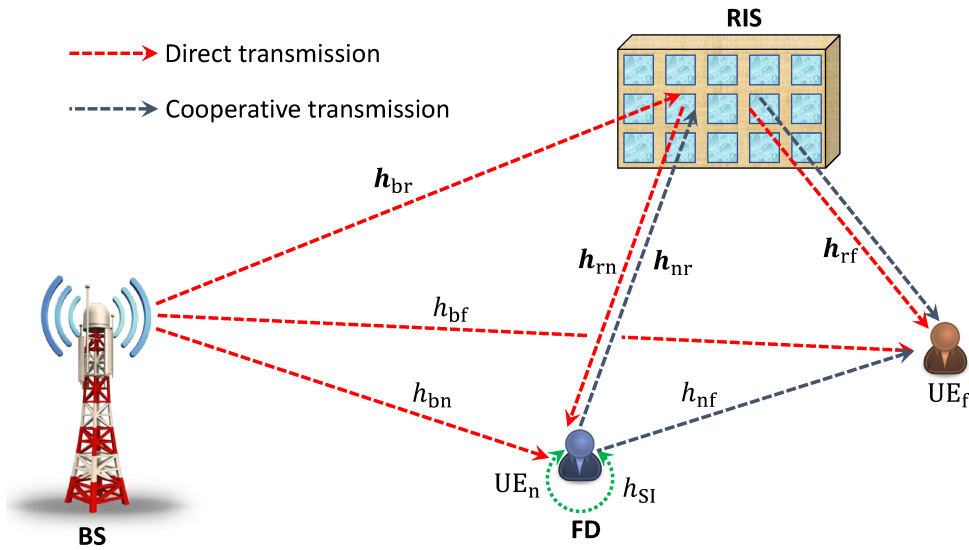 RIS
Direct transmission
Cooperative transmission
h_br
h_rn
h_nr
h_rf
h_bf
h_bn
h_nf
UE_f
UE_n
h_SI
FD
BS